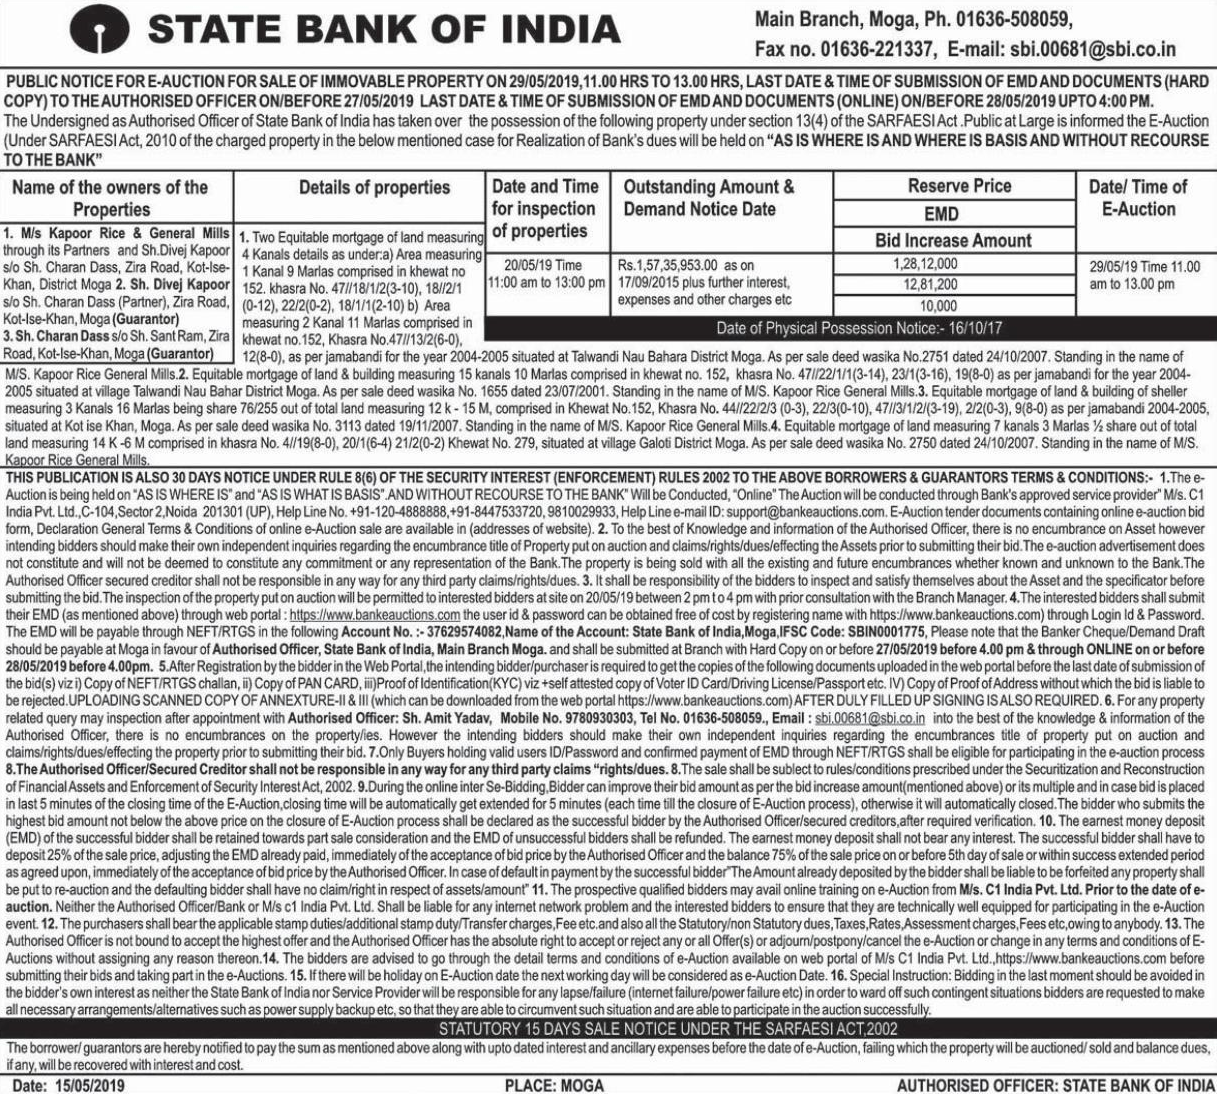 STATE BANK OF INDIA
Main Branch, Moga, Ph. 01636-508059,
Fax no. 01636-221337, E-mail: sbi.00681@sbi.co.in
PUBLIC NOTICE FOR E-AUCTION FOR SALE OF IMMOVABLE PROPERTY ON 29/05/2019,11.00 HRS TO 13.00 HRS, LAST DATE & TIME OF SUBMISSION OF EMD AND DOCUMENTS (HARD
COPY) TO THE AUTHORISED OFFICER ON/BEFORE 27/05/2019 LAST DATE & TIME OF SUBMISSION OF EMD AND DOCUMENTS (ONLINE) ON/BEFORE 28/05/2019 UPTO 4:00 PM.
The Undersigned as Authorised Officer of State Bank of India has taken over the possession of the following property under section 13(4) of the SARFAESI Act .Public at Large is informed the E-Auction
(Under SARFAESI Act, 2010 of the charged property in the below mentioned case for Realization of Bank's dues will be held on "AS IS WHERE IS AND WHERE IS BASIS AND WITHOUT RECOURSE
TO THE BANK"
Name of the owners of the
Properties
Details of properties
Date and Time
for inspection
of properties
Outstanding Amount &
Demand Notice Date
Reserve Price
EMD
Bid Increase Amount
Date/ Time of
E-Auction
1. M/s Kapoor Rice & General Mills
through its Partners and Sh.Divej Kapoor
s/o Sh. Charan Dass, Zira Road, Kot-Ise-
Khan, District Moga 2. Sh. Divej Kapoor
s/o Sh. Charan Dass (Partner), Zira Road,
Kot-Ise-Khan, Moga (Guarantor)
3. Sh. Charan Dass s/o Sh. Sant Ram, Zira
Road, Kot-Ise-Khan, Moga (Guarantor)
1. Two Equitable mortgage of land measuring
4 Kanals details as under:a) Area measuring
1 Kanal 9 Marlas comprised in khewat no
152. khasra No. 47//18/1/2(3-10), 18//2/1
(0-12), 22/2(0-2), 18/1/1(2-10) b) Area
measuring 2 Kanal 11 Marlas comprised in
khewat no.152, Khasra No.47//13/2(6-0),
20/05/19 Time
11:00 am to 13:00 pm
Rs.1,57,35,953.00 as on
17/09/2015 plus further interest,
expenses and other charges etc
1,28,12,000
12,81,200
10,000
29/05/19 Time 11.00
am to 13.00 pm
Date of Physical Possession Notice:- 16/10/17
12(8-0), as per jamabandi for the year 2004-2005 situated at Talwandi Nau Bahara District Moga. As per sale deed wasika No.2751 dated 24/10/2007. Standing in the name of
M/S. Kapoor Rice General Mills.2. Equitable mortgage of land & building measuring 15 kanals 10 Marlas comprised in khewat no. 152, khasra No. 47//22/1/1(3-14), 23/1(3-16), 19(8-0) as per jamabandi for the year 2004-
2005 situated at village Talwandi Nau Bahar District Moga. As per sale deed wasika No. 1655 dated 23/07/2001. Standing in the name of M/S. Kapoor Rice General Mills.3. Equitable mortgage of land & building of sheller
measuring 3 Kanals 16 Marlas being share 76/255 out of total land measuring 12 k - 15 M, comprised in Khewat No.152, Khasra No. 44//22/2/3 (0-3), 22/3(0-10), 47//3/1/2(3-19), 2/2(0-3), 9(8-0) as per jamabandi 2004-2005,
situated at Kot ise Khan, Moga. As per sale deed wasika No. 3113 dated 19/11/2007. Standing in the name of M/S. Kapoor Rice General Mills.4. Equitable mortgage of land measuring 7 kanals 3 Marlas ½ share out of total
land measuring 14 K -6 M comprised in khasra No. 4//19(8-0), 20/1(6-4) 21/2(0-2) Khewat No. 279, situated at village Galoti District Moga. As per sale deed wasika No. 2750 dated 24/10/2007. Standing in the name of M/S.
Kapoor Rice General Mills.
THIS PUBLICATION IS ALSO 30 DAYS NOTICE UNDER RULE 8(6) OF THE SECURITY INTEREST (ENFORCEMENT) RULES 2002 TO THE ABOVE BORROWERS & GUARANTORS TERMS & CONDITIONS:- 1.The e-
Auction is being held on "AS IS WHERE IS" and "AS IS WHAT IS BASIS".AND WITHOUT RECOURSE TO THE BANK" Will be Conducted, "Online" The Auction will be conducted through Bank's approved service provider" M/s. C1
India Pvt. Ltd.,C-104,Sector 2,Noida 201301 (UP), Help Line No. +91-120-4888888,+91-8447533720, 9810029933, Help Line e-mail ID: support@bankeauctions.com. E-Auction tender documents containing online e-auction bid
form, Declaration General Terms & Conditions of online e-Auction sale are available in (addresses of website). 2. To the best of Knowledge and information of the Authorised Officer, there is no encumbrance on Asset however
intending bidders should make their own independent inquiries regarding the encumbrance title of Property put on auction and claims/rights/dues/effecting the Assets prior to submitting their bid.The e-auction advertisement does
not constitute and will not be deemed to constitute any commitment or any representation of the Bank.The property is being sold with all the existing and future encumbrances whether known and unknown to the Bank.The
Authorised Officer secured creditor shall not be responsible in any way for any third party claims/rights/dues. 3. It shall be responsibility of the bidders to inspect and satisfy themselves about the Asset and the specificator before
submitting the bid.The inspection of the property put on auction will be permitted to interested bidders at site on 20/05/19 between 2 pm t o 4 pm with prior consultation with the Branch Manager. 4.The interested bidders shall submit
their EMD (as mentioned above) through web portal : https://www.bankeauctions.com the user id & password can be obtained free of cost by registering name with https://www.bankeauctions.com) through Login Id & Password.
The EMD will be payable through NEFT/RTGS in the following Account No. :- 37629574082,Name of the Account: State Bank of India,Moga,IFSC Code: SBIN0001775, Please note that the Banker Cheque/Demand Draft
should be payable at Moga in favour of Authorised Officer, State Bank of India, Main Branch Moga. and shall be submitted at Branch with Hard Copy on or before 27/05/2019 before 4.00 pm & through ONLINE on or before
28/05/2019 before 4.00pm. 5.After Registration by the bidder in the Web Portal,the intending bidder/purchaser is required to get the copies of the following documents uploaded in the web portal before the last date of submission of
the bid(s) viz i) Copy of NEFT/RTGS challan, ii) Copy of PAN CARD, iii)Proof of Identification(KYC) viz +self attested copy of Voter ID Card/Driving License/Passport etc. IV) Copy of Proof of Address without which the bid is liable to
be rejected.UPLOADING SCANNED COPY OF ANNEXTURE-II & III (which can be downloaded from the web portal https://www.bankeauctions.com) AFTER DULY FILLED UP SIGNING IS ALSO REQUIRED. 6. For any property
related query may inspection after appointment with Authorised Officer: Sh. Amit Yadav, Mobile No. 9780930303, Tel No. 01636-508059., Email : sbi.00681@sbi.co.in into the best of the knowledge & information of the
Authorised Officer, there is no encumbrances on the property/ies. However the intending bidders should make their own independent inquiries regarding the encumbrances title of property put on auction and
claims/rights/dues/effecting the property prior to submitting their bid. 7.Only Buyers holding valid users ID/Password and confirmed payment of EMD through NEFT/RTGS shall be eligible for participating in the e-auction process
8.The Authorised Officer/Secured Creditor shall not be responsible in any way for any third party claims "rights/dues. 8.The sale shall be sublect to rules/conditions prescribed under the Securitization and Reconstruction
of Financial Assets and Enforcement of Security Interest Act, 2002. 9.During the online inter Se-Bidding,Bidder can improve their bid amount as per the bid increase amount(mentioned above) or its multiple and in case bid is placed
in last 5 minutes of the closing time of the E-Auction,closing time will be automatically get extended for 5 minutes (each time till the closure of E-Auction process), otherwise it will automatically closed.The bidder who submits the
highest bid amount not below the above price on the closure of E-Auction process shall be declared as the successful bidder by the Authorised Officer/secured creditors,after required verification. 10. The earnest money deposit
(EMD) of the successful bidder shall be retained towards part sale consideration and the EMD of unsuccessful bidders shall be refunded. The earnest money deposit shall not bear any interest. The successful bidder shall have to
deposit 25% of the sale price, adjusting the EMD already paid, immediately of the acceptance of bid price by the Authorised Officer and the balance 75% of the sale price on or before 5th day of sale or within success extended period
as agreed upon, immediately of the acceptance of bid price by the Authorised Officer. In case of default in payment by the successful bidder"The Amount already deposited by the bidder shall be liable to be forfeited any property shall
be put to re-auction and the defaulting bidder shall have no claim/right in respect of assets/amount" 11. The prospective qualified bidders may avail online training on e-Auction from M/s. C1 India Pvt. Ltd. Prior to the date of e-
auction. Neither the Authorised Officer/Bank or M/s c1 India Pvt. Ltd. Shall be liable for any internet network problem and the interested bidders to ensure that they are technically well equipped for participating in the e-Auction
event. 12. The purchasers shall bear the applicable stamp duties/additional stamp duty/Transfer charges,Fee etc.and also all the Statutory/non Statutory dues,Taxes,Rates,Assessment charges,Fees etc,owing to anybody. 13. The
Authorised Officer is not bound to accept the highest offer and the Authorised Officer has the absolute right to accept or reject any or all Offer(s) or adjourn/postpony/cancel the e-Auction or change in any terms and conditions of E-
Auctions without assigning any reason thereon.14. The bidders are advised to go through the detail terms and conditions of e-Auction available on web portal of M/s C1 India Pvt. Ltd.,https://www.bankeauctions.com before
submitting their bids and taking part in the e-Auctions. 15. If there will be holiday on E-Auction date the next working day will be considered as e-Auction Date. 16. Special Instruction: Bidding in the last moment should be avoided in
the bidder's own interest as neither the State Bank of India nor Service Provider will be responsible for any lapse/failure (internet failure/power failure etc) in order to ward off such contingent situations bidders are requested to make
all necessary arrangements/alternatives such as power supply backup etc, so that they are able to circumvent such situation and are able to participate in the auction successfully.
STATUTORY 15 DAYS SALE NOTICE UNDER THE SARFAESI ACT,2002
The borrower/ guarantors are hereby notified to pay the sum as mentioned above along with upto dated interest and ancillary expenses before the date of e-Auction, failing which the property will be auctioned/ sold and balance dues,
if any, will be recovered with interest and cost.
Date: 15/05/2019
PLACE: MOGA
AUTHORISED OFFICER: STATE BANK OF INDIA